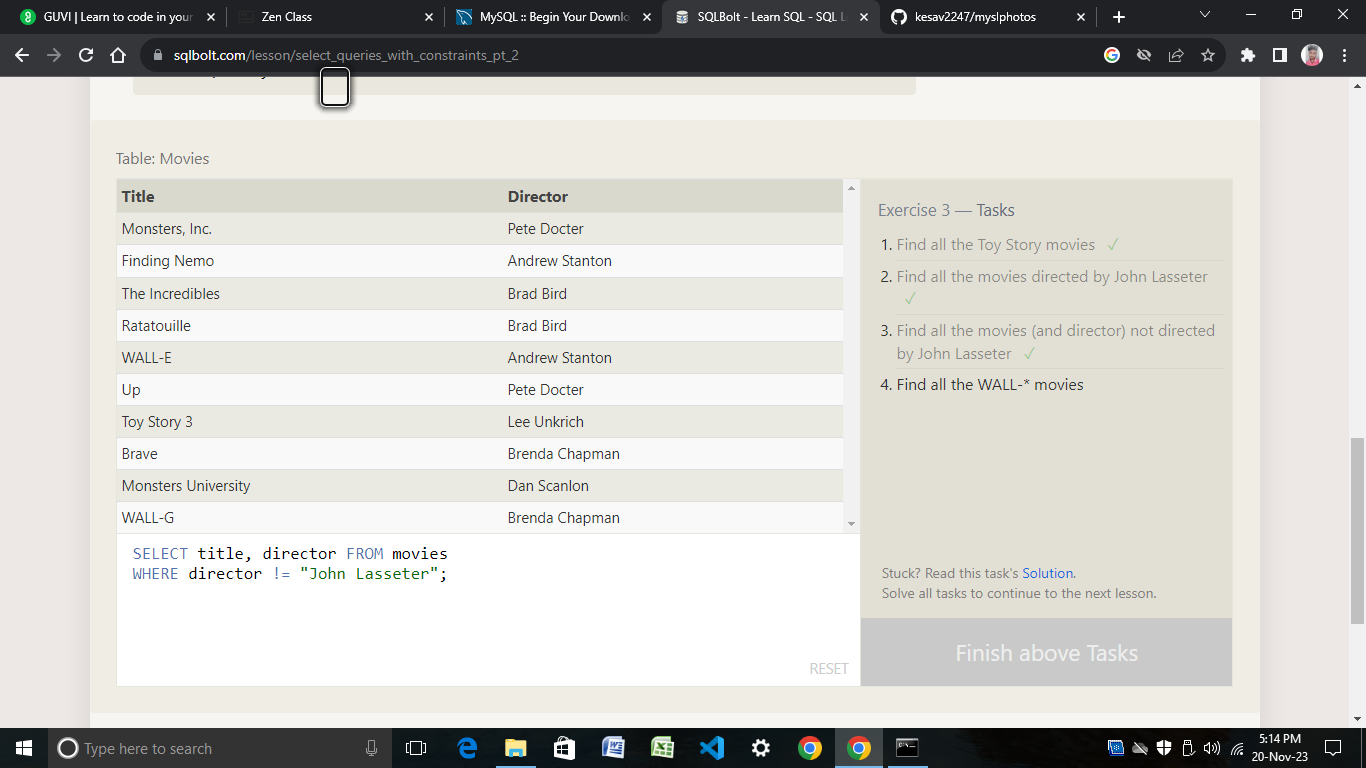 GUVI | Learn to code in your
Zen Class
MySQL :: Begin Your Downlo
SQLBolt - Learn SQL - SQL L
kesav2247/myslphotos
sqlbolt.com/lesson/select_queries_with_constraints_pt_2
Table: Movies
Title Director
Monsters, Inc. Pete Docter
Finding Nemo Andrew Stanton
The Incredibles Brad Bird
Ratatouille Brad Bird
WALL-E Andrew Stanton
Up Pete Docter
Toy Story 3 Lee Unkrich
Brave Brenda Chapman
Monsters University Dan Scanlon
WALL-G Brenda Chapman
SELECT title, director FROM movies
WHERE director != "John Lasseter";
RESET
Exercise 3 — Tasks
1. Find all the Toy Story movies ✓
2. Find all the movies directed by John Lasseter
✓
3. Find all the movies (and director) not directed
by John Lasseter ✓
4. Find all the WALL-* movies
Stuck? Read this task's Solution.
Solve all tasks to continue to the next lesson.
Finish above Tasks
Type here to search
5:14 PM
20-Nov-23